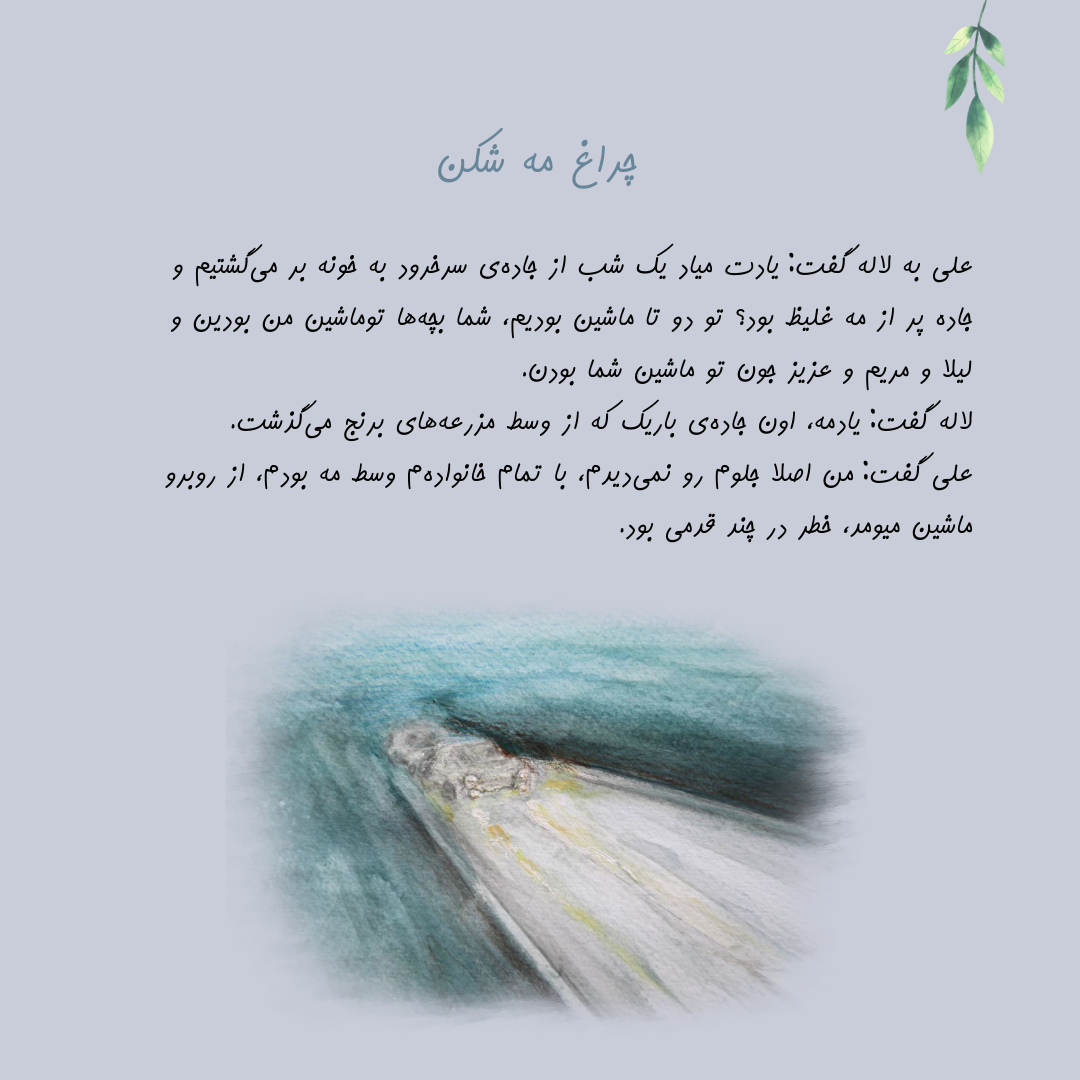 چراغ مه شکن
علی به لاله گفت: یادت میاد یک شب از جاده‌ی سرخرود به خونه بر می‌گشتیم و
جاده پر از مه غلیظ بود؟ تو دو تا ماشین بودیم، شما بچه‌ها توماشین من بودین و
لیلا و مریم و عزیز جون تو ماشین شما بودن.
لاله گفت: یادمه، اون جاده‌ی باریک که از وسط مزرعه‌های برنج می‌گذشت.
علی گفت: من اصلا جلوم رو نمی‌دیدم، با تمام خانواده‌م وسط مه بودم، از روبرو
ماشین میومد، خطر در چند قدمی بود.